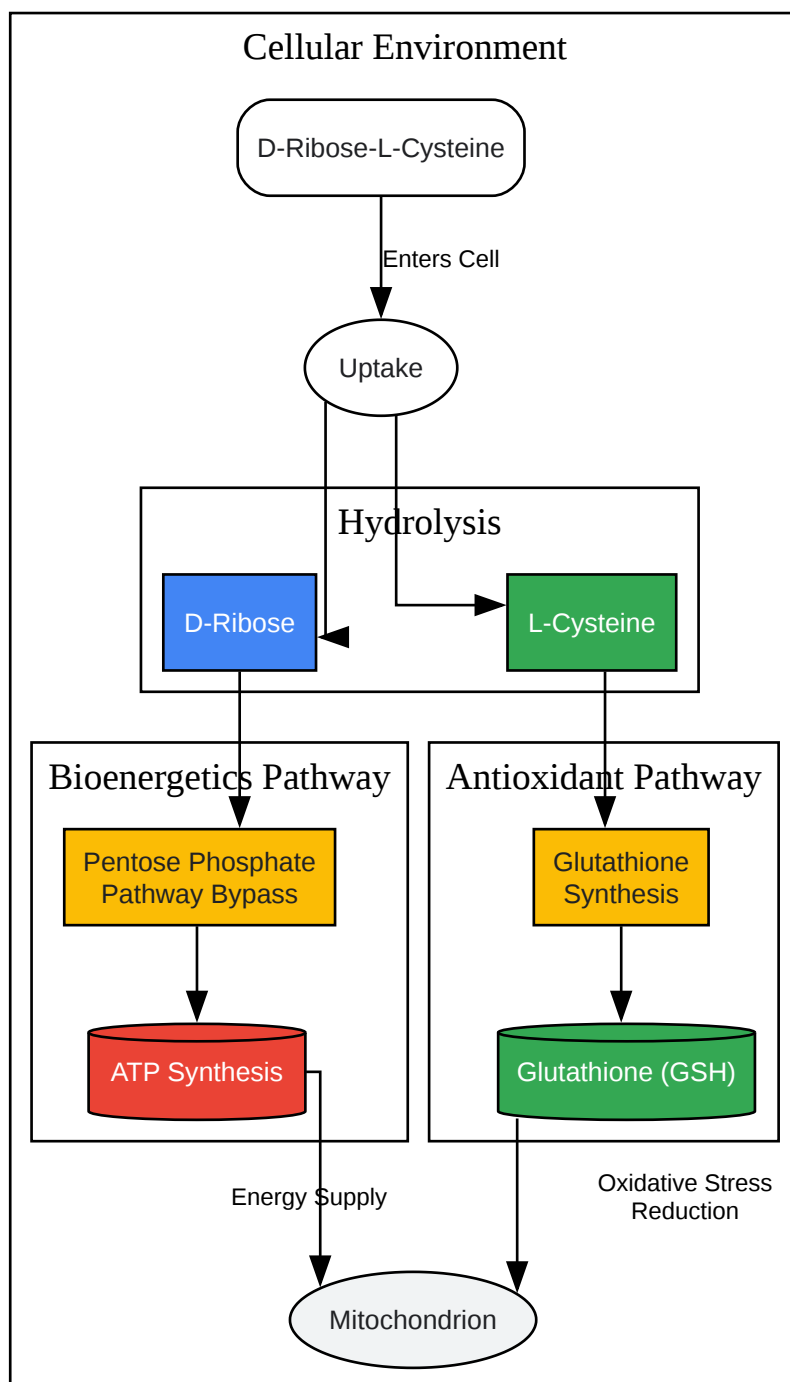 Cellular Environment
D-Ribose-L-Cysteine
Enters Cell
Uptake
Hydrolysis
D-Ribose
L-Cysteine
Bioenergetics Pathway
Antioxidant Pathway
Pentose Phosphate
Pathway Bypass
Glutathione
Synthesis
ATP Synthesis
Glutathione (GSH)
Energy Supply
Oxidative Stress
Reduction
Mitochondrion